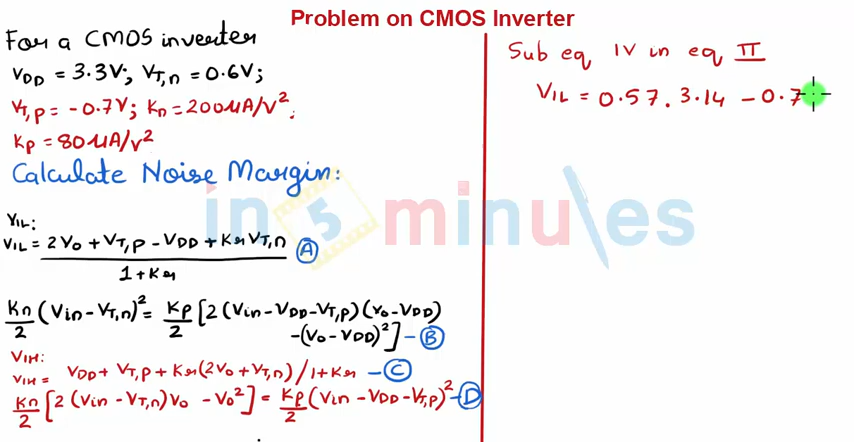 Problem on CMOS Inverter
For a CMOS inverter
VDD = 3.3V; VT,n = 0.6V;
VT,P = -0.7V; Kn = 200μA/V²;
KP = 80μA/V²
Calculate Noise Margin:
VIL:
VIL = 2V0 + VT,P - VDD + Kr VT,n Ⓐ
1 + Kr
Kn/2 (Vin - VT,n)² = KP/2 [2(Vin - VDD - VT,P)(V0 - VDD)
-(V0 - VDD)²] - Ⓑ
VIH:
VIH = VDD + VT,P + Kr(2V0 + VT,n) / 1 + Kr - Ⓒ
Kn/2 [2(Vin - VT,n)V0 - V0²] = KP/2 (Vin - VDD - VT,P)² - Ⓓ
Sub eq IV in eq II
VIL = 0.57. 3.14 - 0.7
in 5 minutes